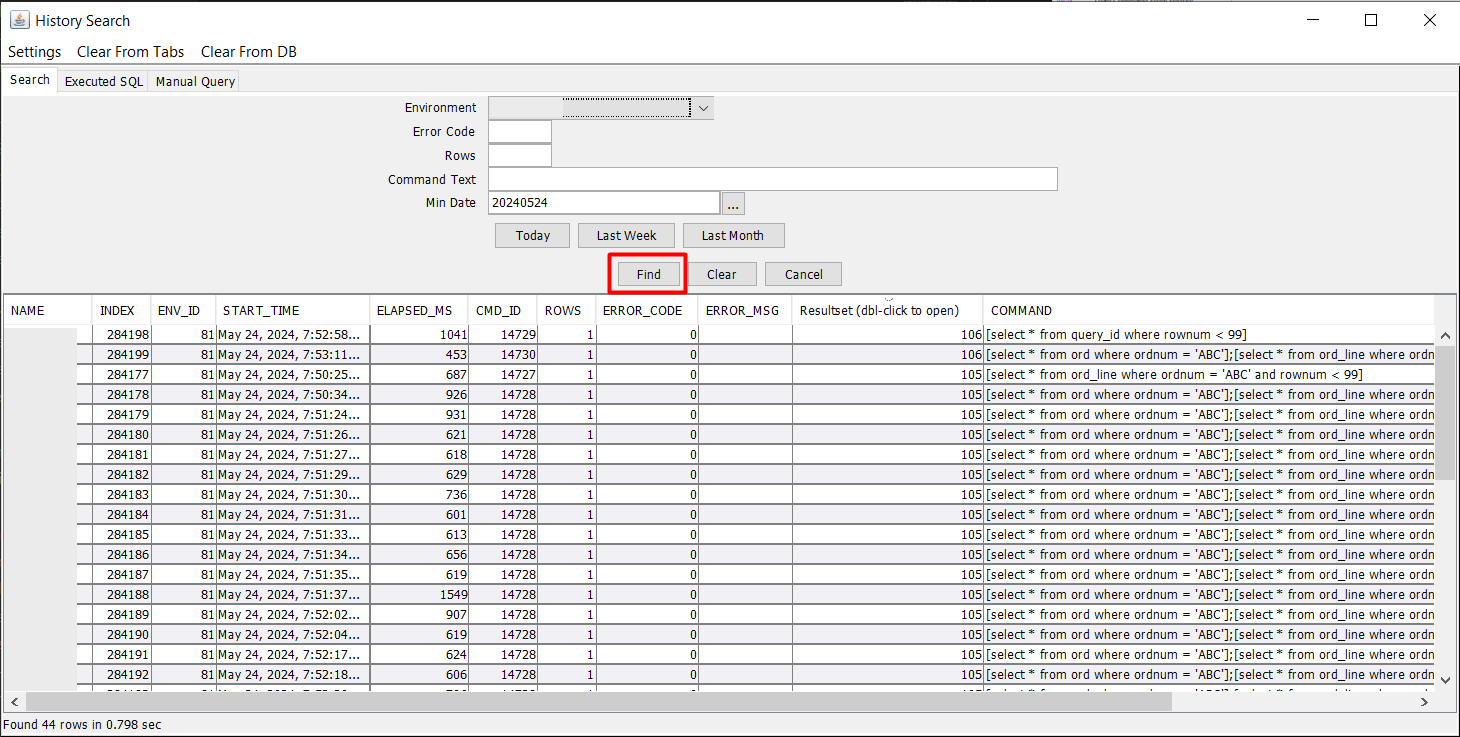 History Search
Settings Clear From Tabs Clear From DB
Search Executed SQL Manual Query
Environment
Error Code
Rows
Command Text
Min Date 20240524 ...
Today Last Week Last Month
Find Clear Cancel
NAME INDEX ENV_ID START_TIME ELAPSED_MS CMD_ID ROWS ERROR_CODE ERROR_MSG Resultset (dbl-click to open) COMMAND
284198 81 May 24, 2024, 7:52:58... 1041 14729 1 0 106 [select * from query_id where rownum < 99]
284199 81 May 24, 2024, 7:53:11... 453 14730 1 0 106 [select * from ord where ordnum = 'ABC'];[select * from ord_line where ordn
284177 81 May 24, 2024, 7:50:25... 687 14727 1 0 105 [select * from ord_line where ordnum = 'ABC' and rownum < 99]
284178 81 May 24, 2024, 7:50:34... 926 14728 1 0 105 [select * from ord where ordnum = 'ABC'];[select * from ord_line where ordn
284179 81 May 24, 2024, 7:51:24... 931 14728 1 0 105 [select * from ord where ordnum = 'ABC'];[select * from ord_line where ordn
284180 81 May 24, 2024, 7:51:26... 621 14728 1 0 105 [select * from ord where ordnum = 'ABC'];[select * from ord_line where ordn
284181 81 May 24, 2024, 7:51:27... 618 14728 1 0 105 [select * from ord where ordnum = 'ABC'];[select * from ord_line where ordn
284182 81 May 24, 2024, 7:51:29... 629 14728 1 0 105 [select * from ord where ordnum = 'ABC'];[select * from ord_line where ordn
284183 81 May 24, 2024, 7:51:30... 736 14728 1 0 105 [select * from ord where ordnum = 'ABC'];[select * from ord_line where ordn
284184 81 May 24, 2024, 7:51:31... 601 14728 1 0 105 [select * from ord where ordnum = 'ABC'];[select * from ord_line where ordn
284185 81 May 24, 2024, 7:51:33... 613 14728 1 0 105 [select * from ord where ordnum = 'ABC'];[select * from ord_line where ordn
284186 81 May 24, 2024, 7:51:34... 656 14728 1 0 105 [select * from ord where ordnum = 'ABC'];[select * from ord_line where ordn
284187 81 May 24, 2024, 7:51:35... 619 14728 1 0 105 [select * from ord where ordnum = 'ABC'];[select * from ord_line where ordn
284188 81 May 24, 2024, 7:51:37... 1549 14728 1 0 105 [select * from ord where ordnum = 'ABC'];[select * from ord_line where ordn
284189 81 May 24, 2024, 7:52:02... 907 14728 1 0 105 [select * from ord where ordnum = 'ABC'];[select * from ord_line where ordn
284190 81 May 24, 2024, 7:52:04... 619 14728 1 0 105 [select * from ord where ordnum = 'ABC'];[select * from ord_line where ordn
284191 81 May 24, 2024, 7:52:17... 624 14728 1 0 105 [select * from ord where ordnum = 'ABC'];[select * from ord_line where ordn
284192 81 May 24, 2024, 7:52:18... 606 14728 1 0 105 [select * from ord where ordnum = 'ABC'];[select * from ord_line where ordn
Found 44 rows in 0.798 sec